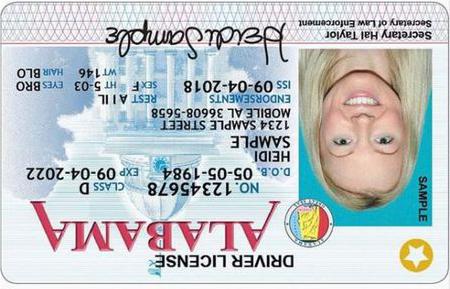 DRIVER LICENSE
ALABAMA
NO. 12345678 CLASS D
D.O.B. 05-05-1984 EXP 09-04-2022
HEIDI
SAMPLE
1234 SAMPLE STREET
MOBILE AL 36608-5658
ENDORSEMENTS
ISS 09-04-2018 REST A I IL
SEX F HT 5-03 EYES BRO
WT 146 HAIR BLO
Heidi Sample
SAMPLE
Secretary Hal Taylor
Secretary of Law Enforcement